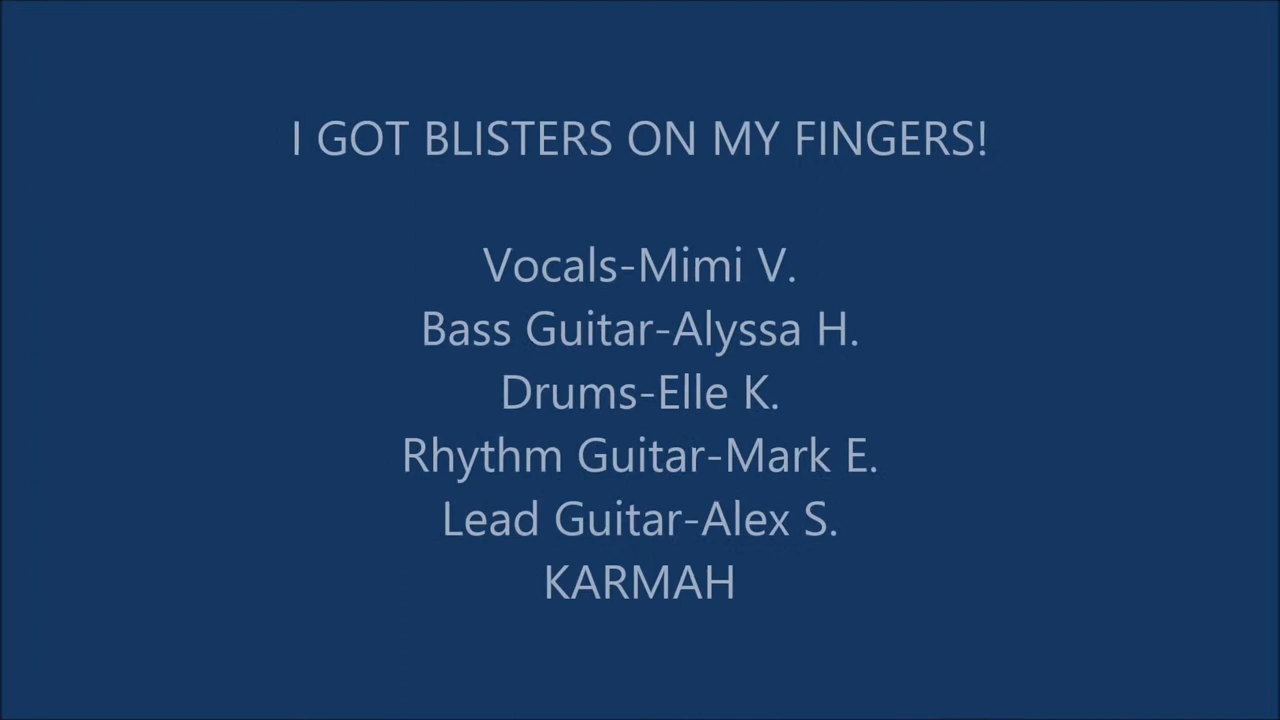 I GOT BLISTERS ON MY FINGERS!
Vocals-Mimi V.
Bass Guitar-Alyssa H.
Drums-Elle K.
Rhythm Guitar-Mark E.
Lead Guitar-Alex S.
KARMAH